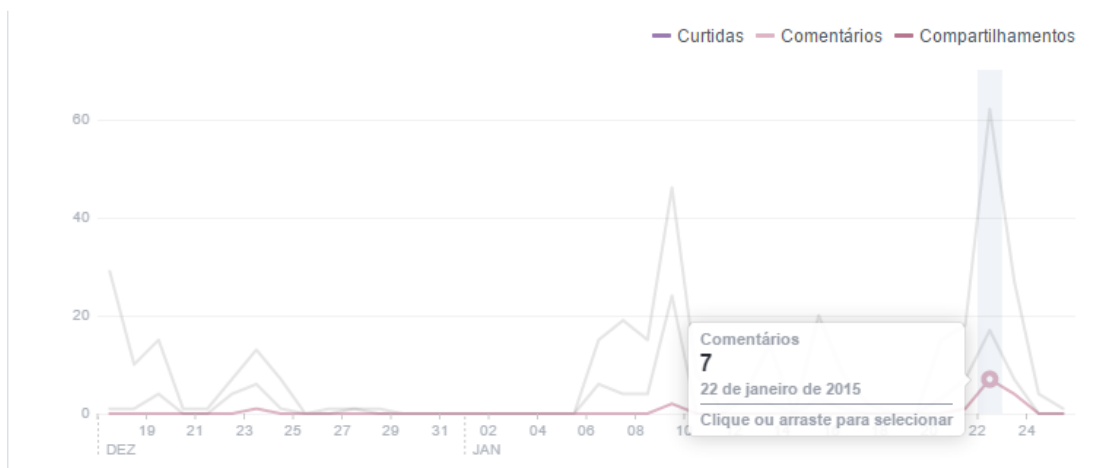 Curtidas Comentários Compartilhamentos
60
40
20
0
Comentários
7
22 de janeiro de 2015
Clique ou arraste para selecionar
19 21 23 25 27 29 31 02 04 06 08 10 22 24
DEZ JAN